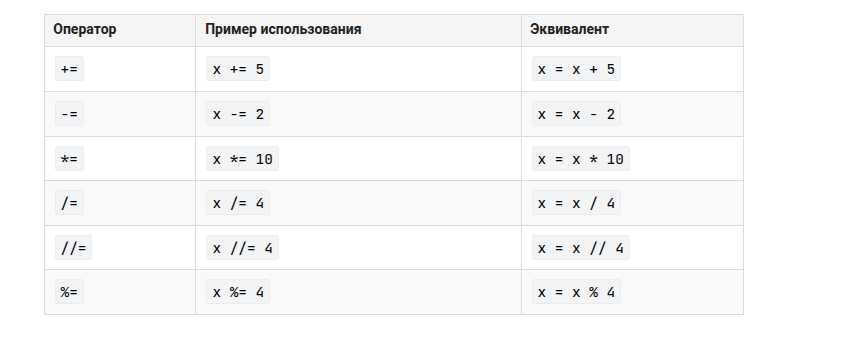 Оператор Пример использования Эквивалент
+= x += 5 x = x + 5
-= x -= 2 x = x - 2
*= x *= 10 x = x * 10
/= x /= 4 x = x / 4
//= x //= 4 x = x // 4
%= x %= 4 x = x % 4